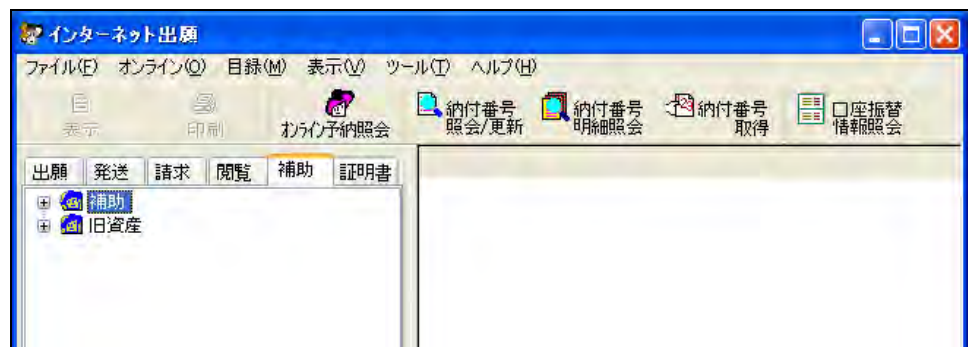 インターネット出願
ファイル(F) オンライン(O) 目録(M) 表示(V) ツール(T) ヘルプ(H)
表示 印刷 オンライン予納照会 納付番号 照会/更新 納付番号 明細照会 納付番号 取得 口座振替 情報照会
出願 発送 請求 閲覧 補助 証明書
補助
旧資産